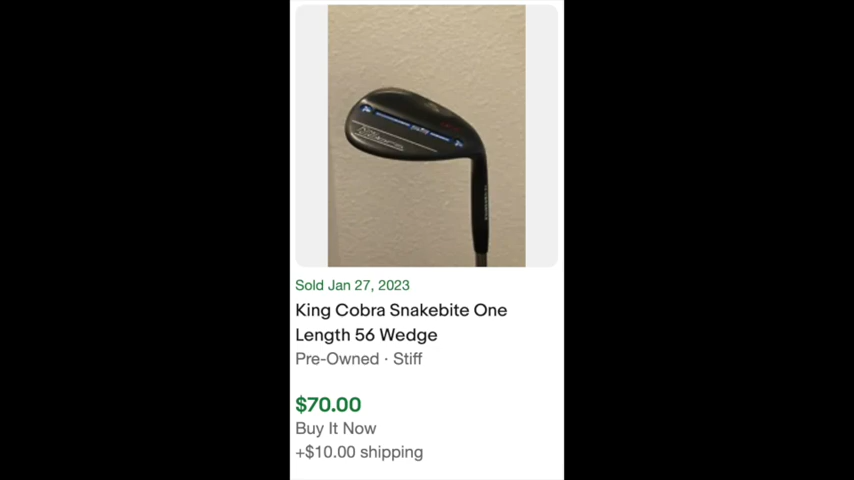 Sold Jan 27, 2023
King Cobra Snakebite One
Length 56 Wedge
Pre-Owned · Stiff
$70.00
Buy It Now
+$10.00 shipping